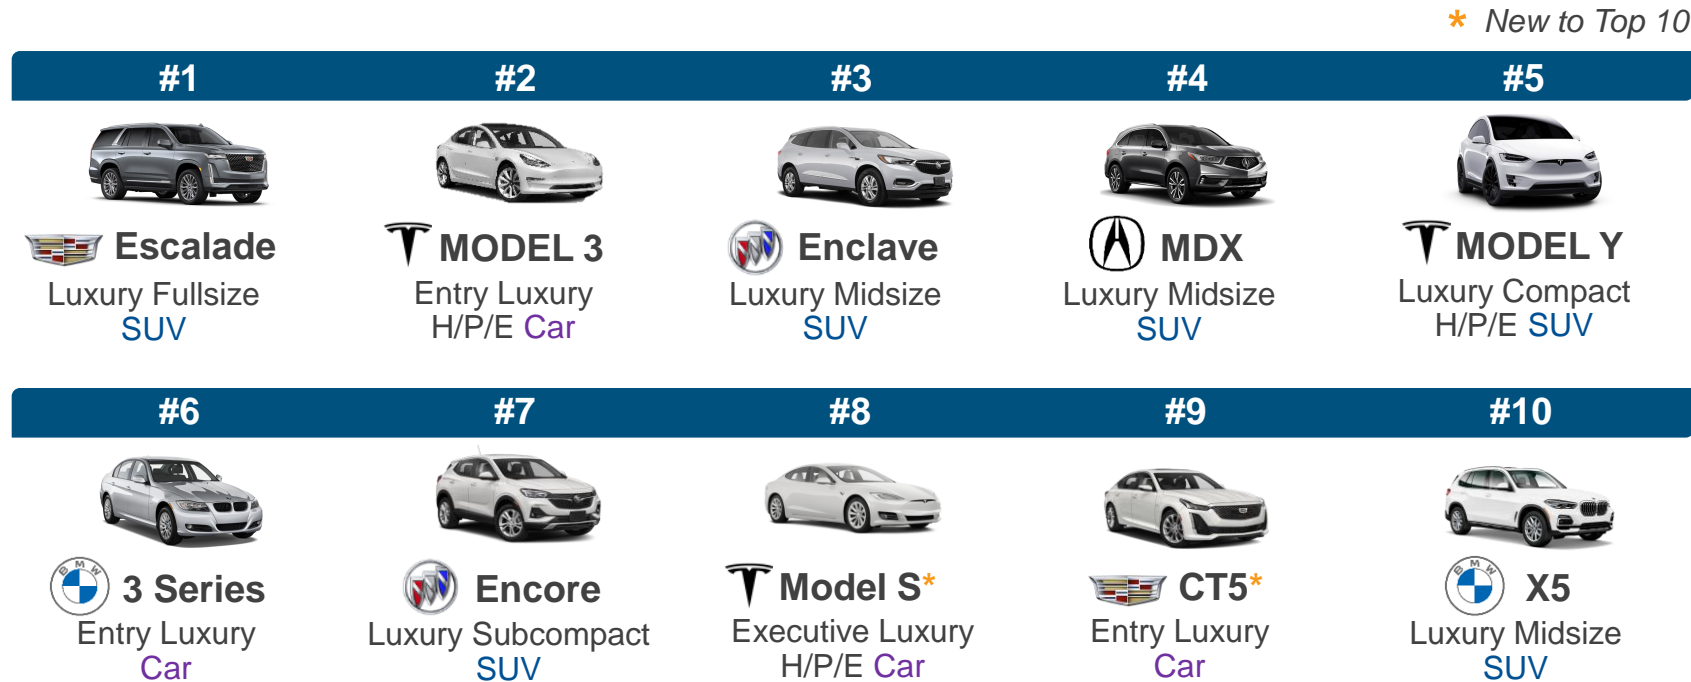 * New to Top 10
#1 #2 #3 #4 #5
Escalade MODEL 3 Enclave MDX MODEL Y
Luxury Fullsize Entry Luxury Luxury Midsize Luxury Midsize Luxury Compact
SUV H/P/E Car SUV SUV H/P/E SUV
#6 #7 #8 #9 #10
BMW 3 Series Encore Model S* CT5* BMW X5
Entry Luxury Luxury Subcompact Executive Luxury Entry Luxury Luxury Midsize
Car SUV H/P/E Car Car SUV